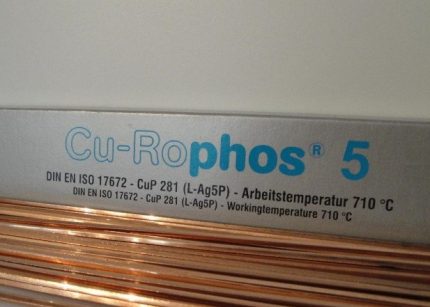 Cu-Rophos® 5
DIN EN ISO 17672 - CuP 281 (L-Ag5P) - Arbeitstemperatur 710 °C
DIN EN ISO 17672 - CuP 281 (L-Ag5P) - Workingtemperature 710 °C